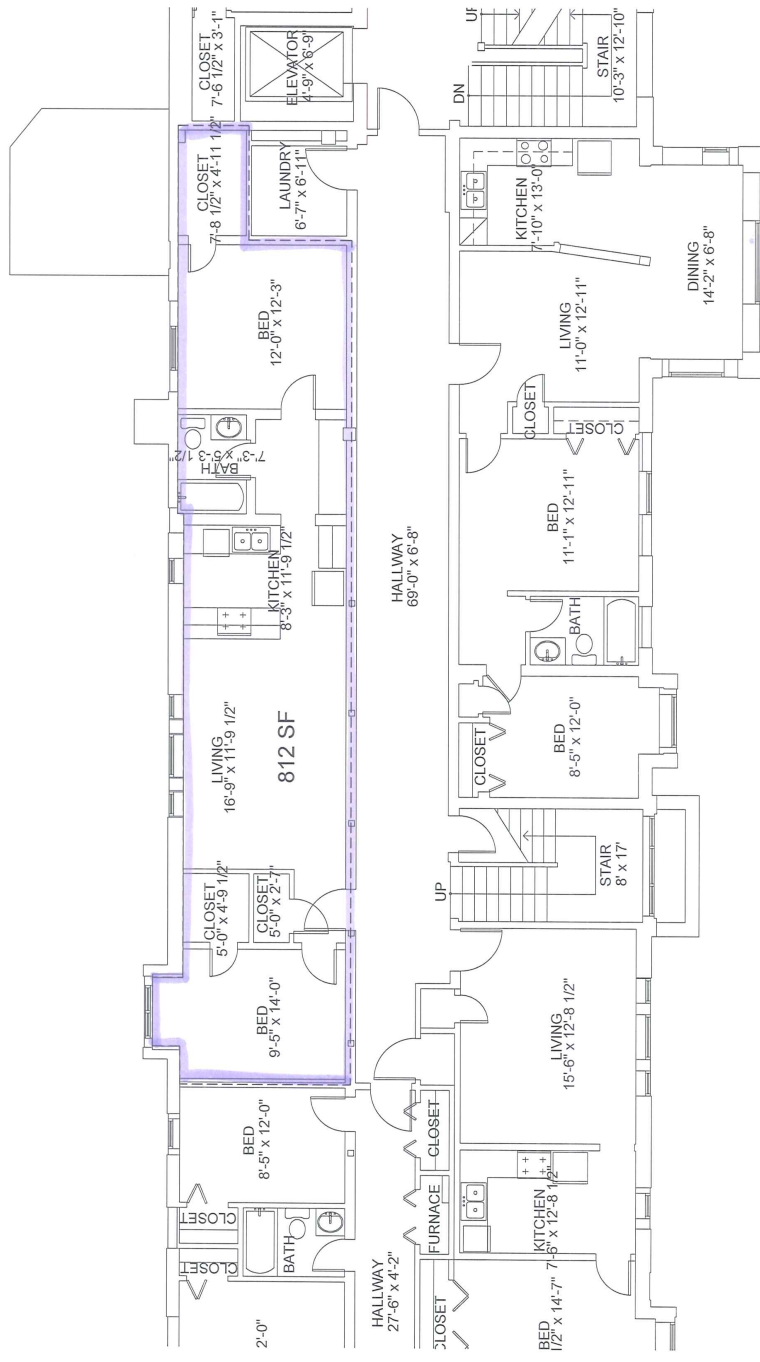 CLOSET
7'-6 1/2" x 3'-1"
ELEVATOR
4'-9" x 6'-9"
UP
DN
STAIR
10'-3" x 12'-10"
CLOSET
7'-8 1/2" x 4'-11 1/2"
LAUNDRY
6'-7" x 6'-11"
KITCHEN
7'-10" x 13'-0
BED
12'-0" x 12'-3"
LIVING
11'-0" x 12'-11"
DINING
14'-2" x 6'-8"
CLOSET
CLOSET
BATH
7'-3" x 5'-3 1/2"
BED
11'-1" x 12'-11"
KITCHEN
8'-3" x 11'-9 1/2"
HALLWAY
69'-0" x 6'-8"
BATH
LIVING
16'-9" x 11'-9 1/2"
812 SF
CLOSET
BED
8'-5" x 12'-0"
CLOSET
5'-0" x 4'-9 1/2"
CLOSET
5'-0" x 2'-7"
UP
STAIR
8' x 17'
BED
9'-5" x 14'-0"
LIVING
15'-6" x 12'-8 1/2"
BED
8'-5" x 12'-0"
CLOSET
CLOSET
BATH
FURNACE
KITCHEN
7'-6" x 12'-8 1/2"
CLOSET
HALLWAY
27'-6" x 4'-2"
CLOSET
2'-0"
BED
1/2" x 14'-7"